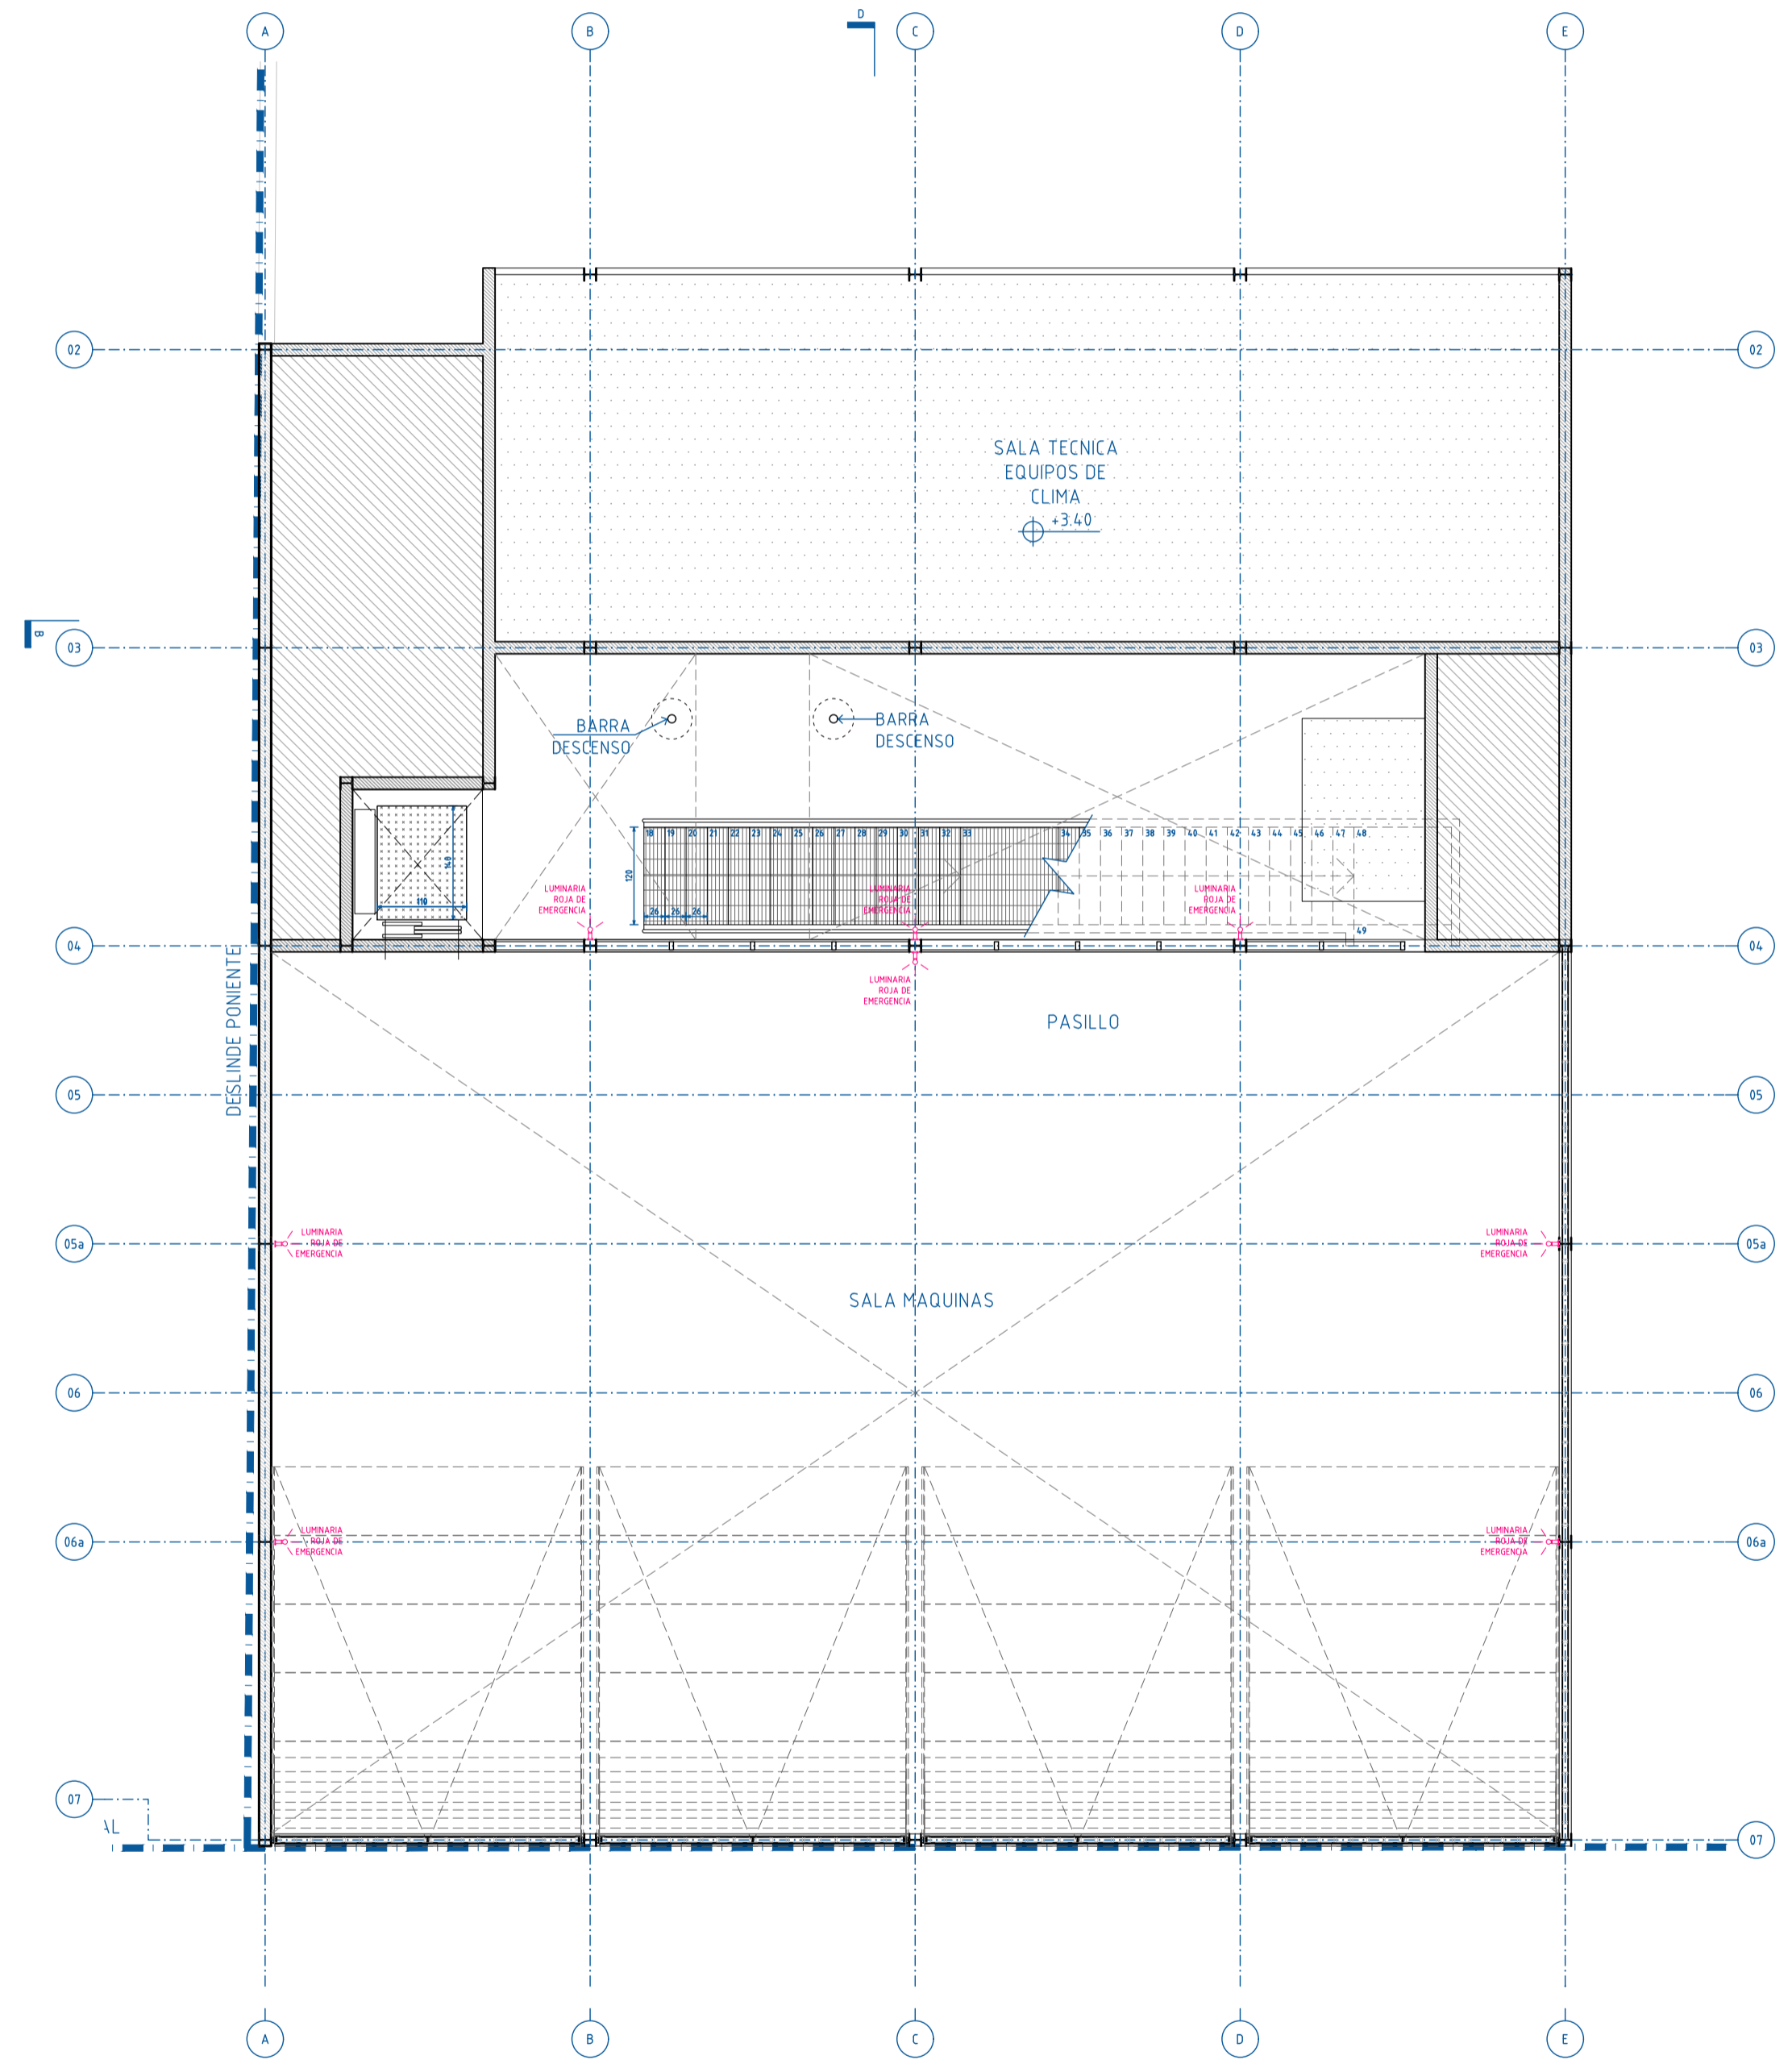 D
A
B
C
D
E
02
02
SALA TECNICA
EQUIPOS DE
CLIMA
+3.40
B
03
03
BARRA
DESCENSO
BARRA
DESCENSO
18 19 20 21 22 23 24 25 26 27 28 29 30 31 32 33 34 35 36 37 38 39 40 41 42 43 44 45 46 47 48
49
120
26 26 26
140
110
LUMINARIA
ROJA DE
EMERGENCIA
LUMINARIA
ROJA DE
EMERGENCIA
LUMINARIA
ROJA DE
EMERGENCIA
04
04
LUMINARIA
ROJA DE
EMERGENCIA
DESLINDE PONIENTE
PASILLO
05
05
LUMINARIA
ROJA DE
EMERGENCIA
LUMINARIA
ROJA DE
EMERGENCIA
05a
05a
SALA MAQUINAS
06
06
LUMINARIA
ROJA DE
EMERGENCIA
LUMINARIA
ROJA DE
EMERGENCIA
06a
06a
07
07
A
B
C
D
E